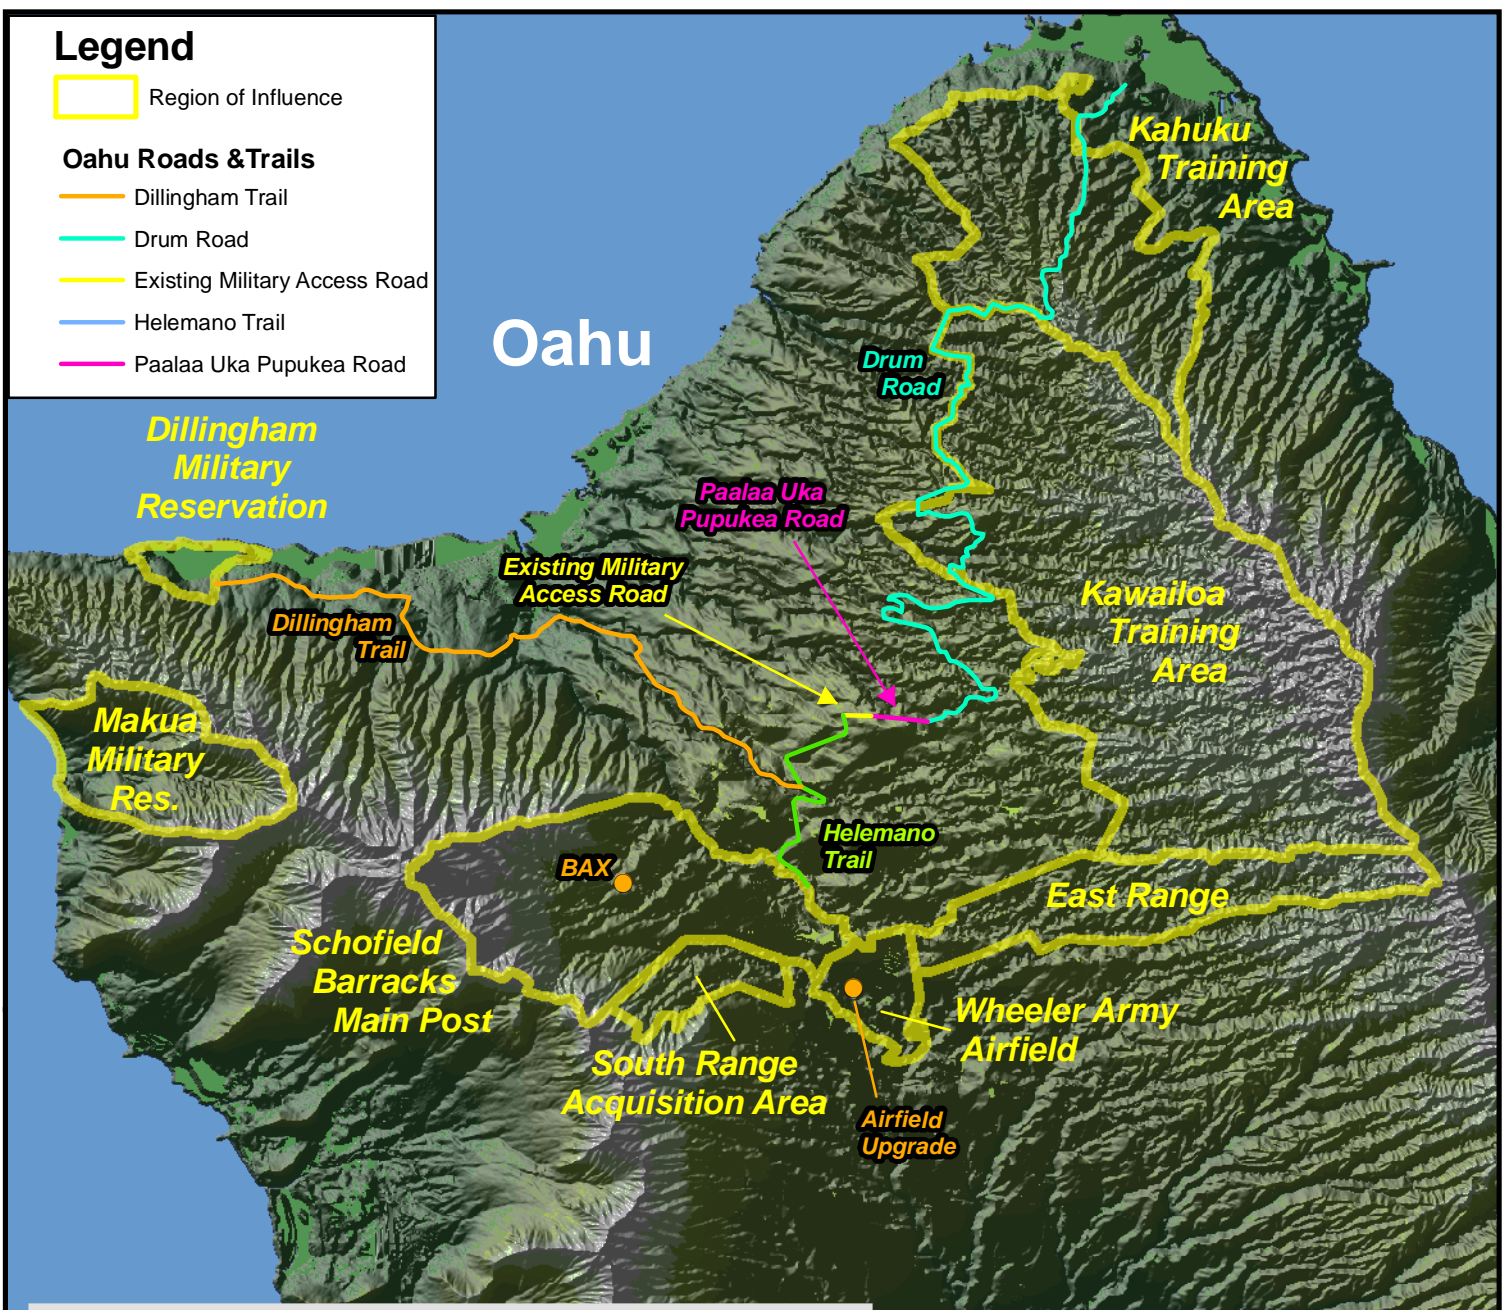 Legend
Region of Influence
Oahu Roads &Trails
Dillingham Trail
Drum Road
Existing Military Access Road
Helemano Trail
Paalaa Uka Pupukea Road
Oahu
Kahuku
Training
Area
Drum
Road
Dillingham
Military
Reservation
Paalaa Uka
Pupukea Road
Existing Military
Access Road
Dillingham
Trail
Kawailoa
Training
Area
Makua
Military
Res.
Helemano
Trail
BAX
East Range
Schofield
Barracks
Main Post
Wheeler Army
Airfield
South Range
Acquisition Area
Airfield
Upgrade